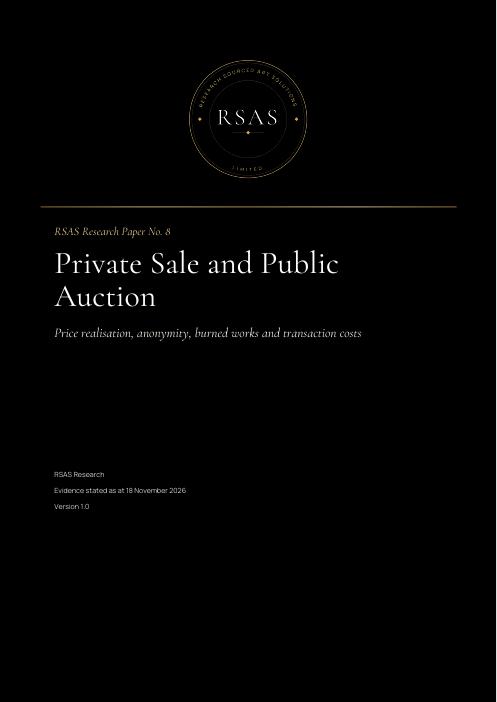 RESEARCH SOURCED ART SOLUTIONS
RSAS
LIMITED
RSAS Research Paper No. 8
Private Sale and Public
Auction
Price realisation, anonymity, burned works and transaction costs
RSAS Research
Evidence stated as at 18 November 2026
Version 1.0